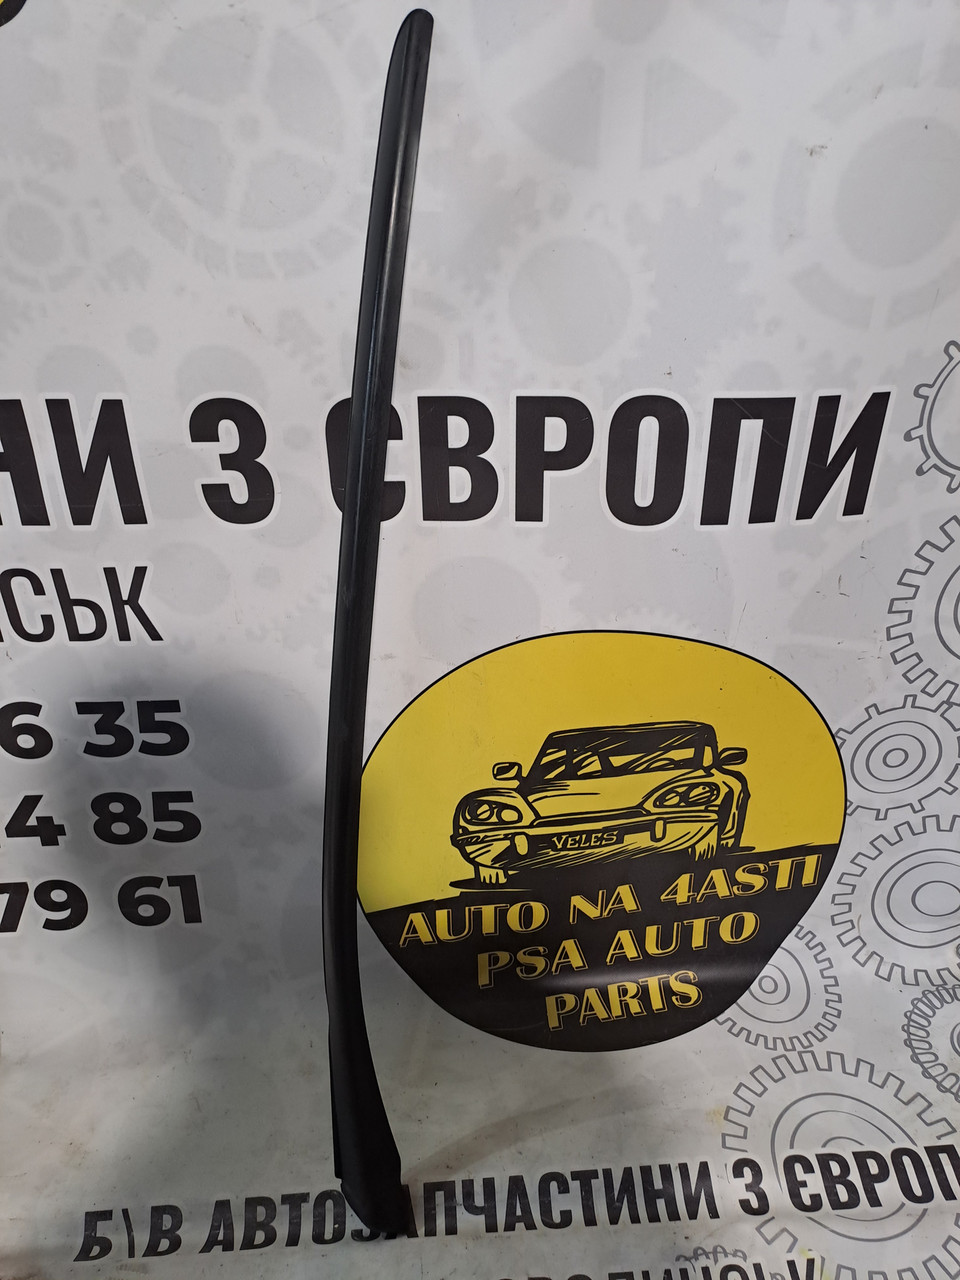 НИ З ЄВРОПИ
СЬК
6 35
4 85
79 61
VELES
AUTO NA 4ASTI
PSA AUTO
PARTS
Б\В АВТОЗАПЧАСТИНИ З ЄВРОП